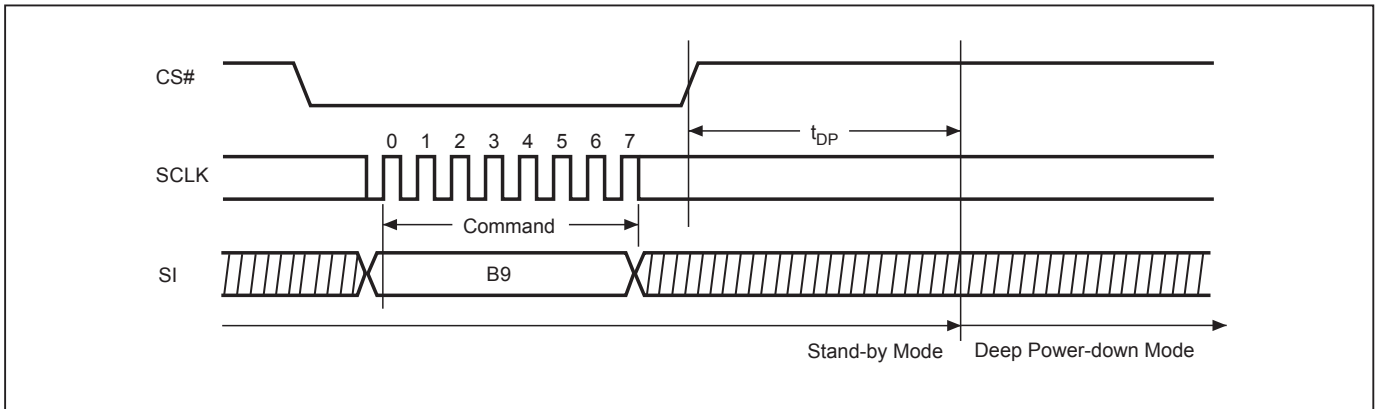 CS#
t_DP
0 1 2 3 4 5 6 7
SCLK
Command
SI
B9
Stand-by Mode
Deep Power-down Mode